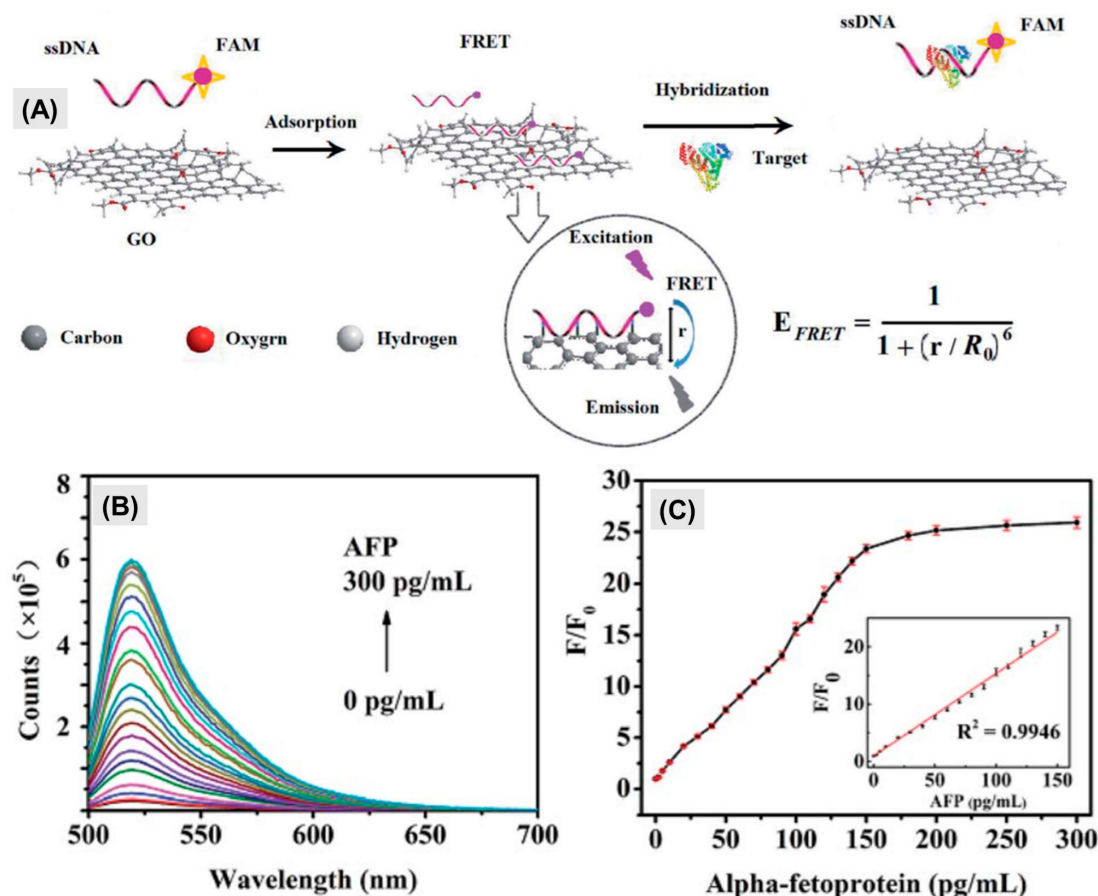 ssDNA
FAM
FRET
ssDNA
FAM
(A)
Adsorption
Hybridization
Target
GO
Excitation
FRET
r
Carbon
Oxygrn
Hydrogen
E_FRET = 1 / 1 + (r / R₀)⁶
Emission
(B)
8
6
4
2
Counts (×10⁵)
AFP
300 pg/mL
0 pg/mL
500 550 600 650 700
Wavelength (nm)
(C)
30
25
20
15
10
5
0
F/F₀
20
10
0
F/F₀
R² = 0.9946
0 50 100 150
AFP (pg/mL)
0 50 100 150 200 250 300
Alpha-fetoprotein (pg/mL)